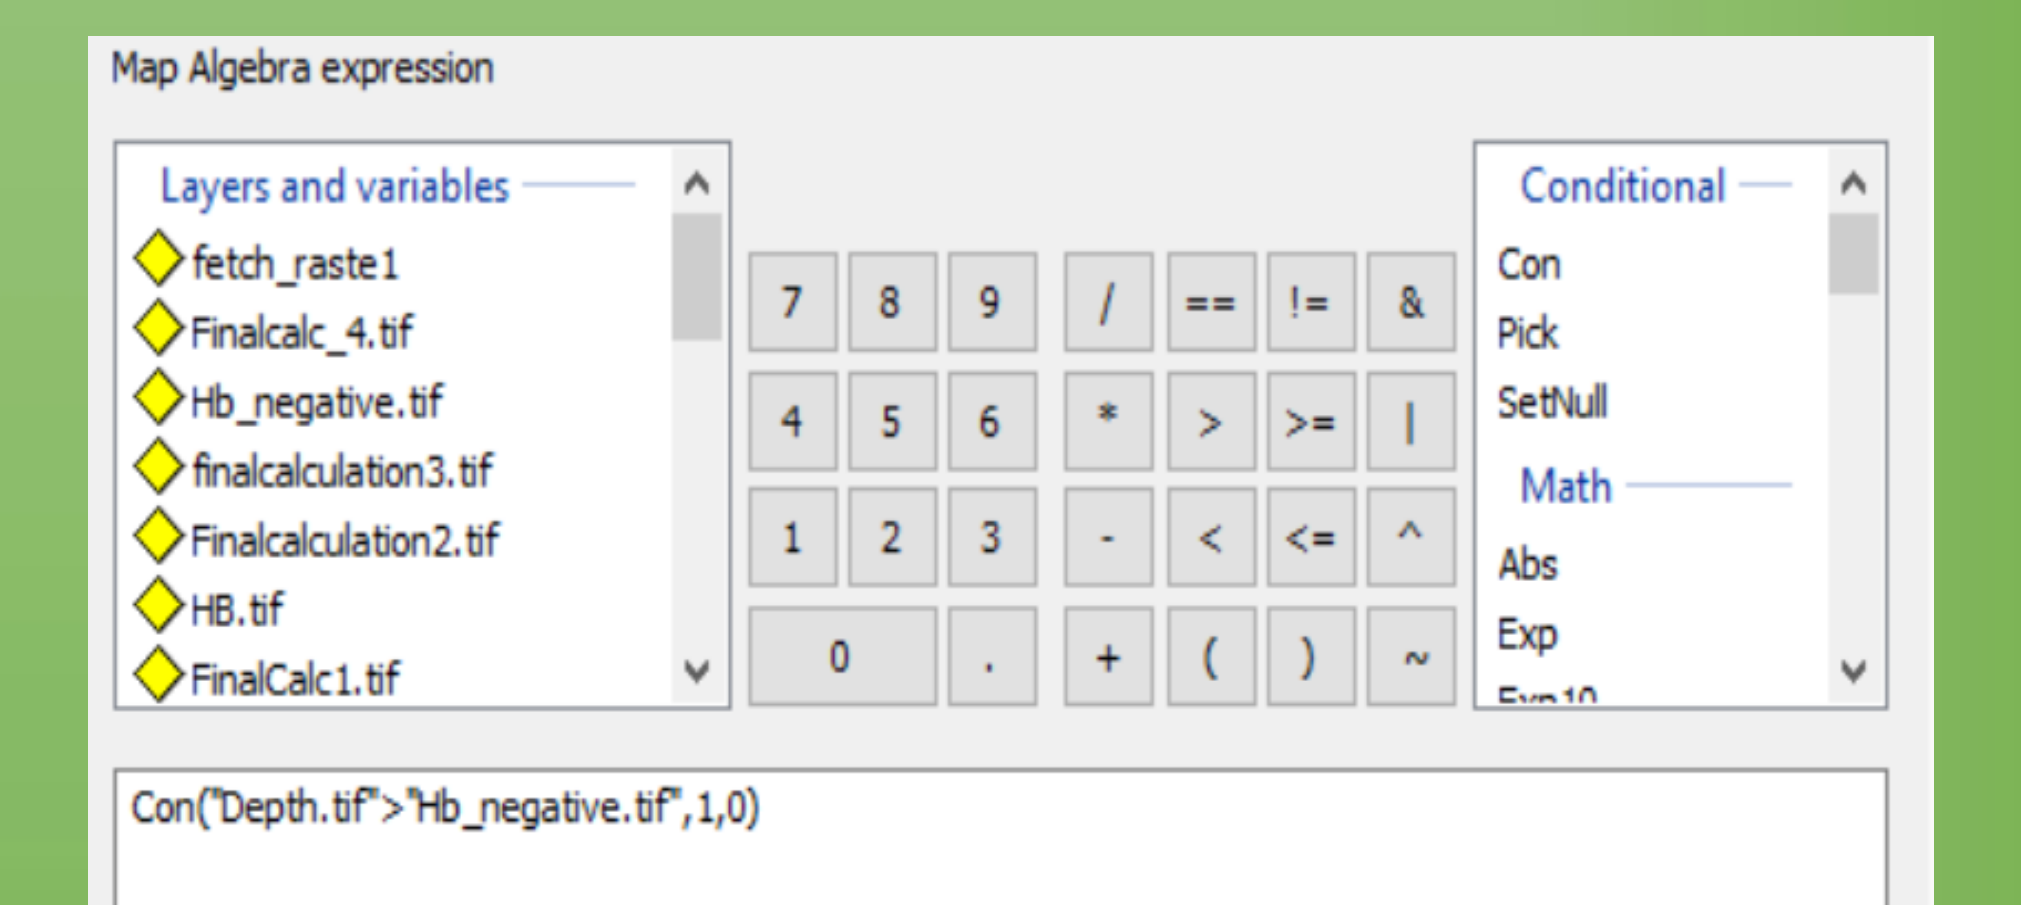 Map Algebra expression
Layers and variables
fetch_raste1
Finalcalc_4.tif
Hb_negative.tif
finalcalculation3.tif
Finalcalculation2.tif
HB.tif
FinalCalc1.tif
7 8 9 / == != &
4 5 6 * > >= |
1 2 3 - < <= ^
0 . + ( ) ~
Conditional
Con
Pick
SetNull
Math
Abs
Exp
Exp10
Con("Depth.tif">"Hb_negative.tif",1,0)